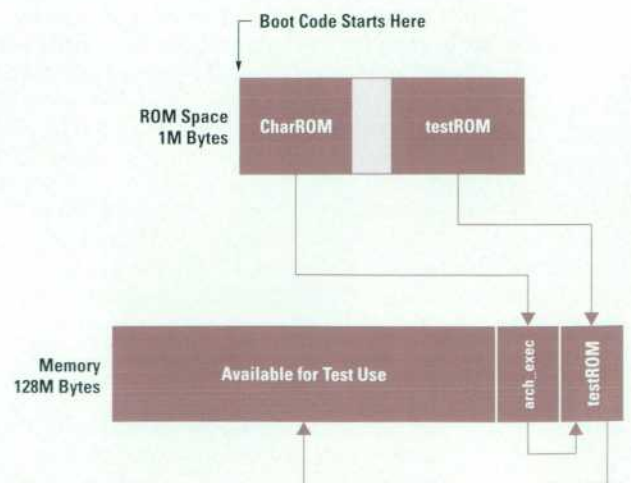 Boot Code Starts Here
ROM Space
1M Bytes
CharROM
testROM
Memory
128M Bytes
Available for Test Use
arch_exec
testROM